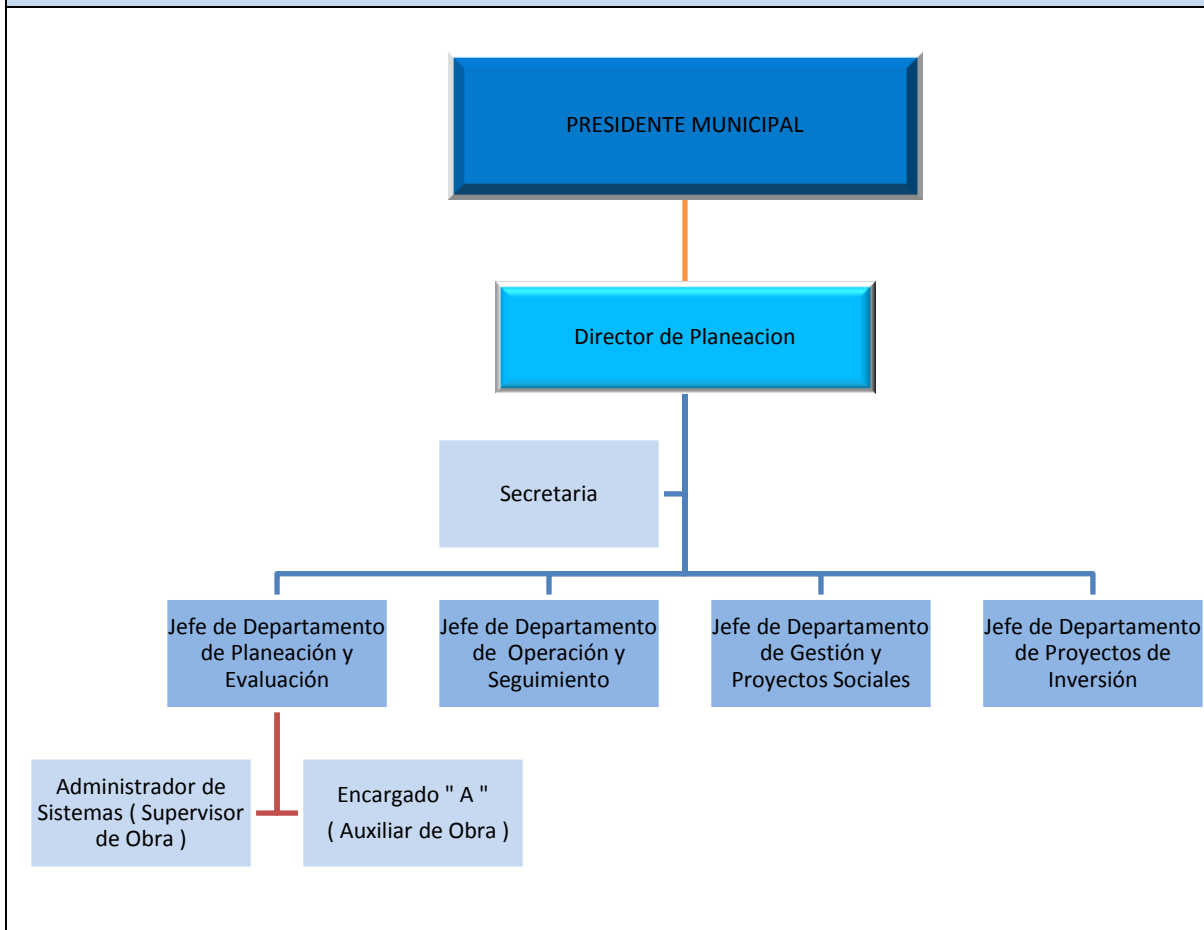 PRESIDENTE MUNICIPAL
Director de Planeacion
Secretaria
Jefe de Departamento
de Planeación y
Evaluación
Jefe de Departamento
de Operación y
Seguimiento
Jefe de Departamento
de Gestión y
Proyectos Sociales
Jefe de Departamento
de Proyectos de
Inversión
Administrador de
Sistemas ( Supervisor
de Obra )
Encargado " A "
( Auxiliar de Obra )